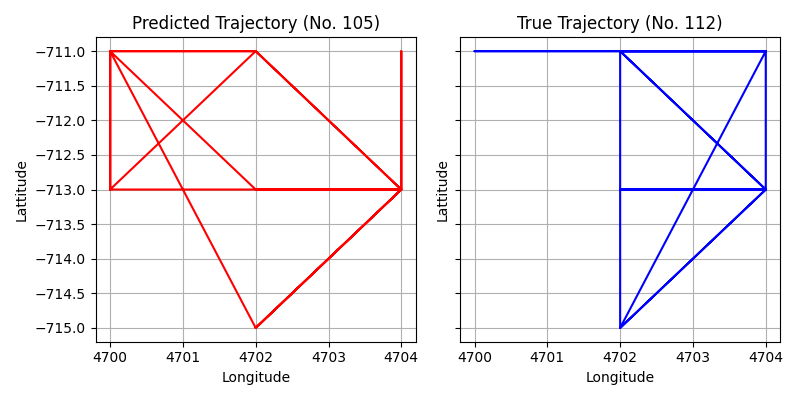 Predicted Trajectory (No. 105)
True Trajectory (No. 112)
−711.0
−711.5
−712.0
−712.5
−713.0
−713.5
−714.0
−714.5
−715.0
Lattitude
Lattitude
4700 4701 4702 4703 4704
4700 4701 4702 4703 4704
Longitude
Longitude